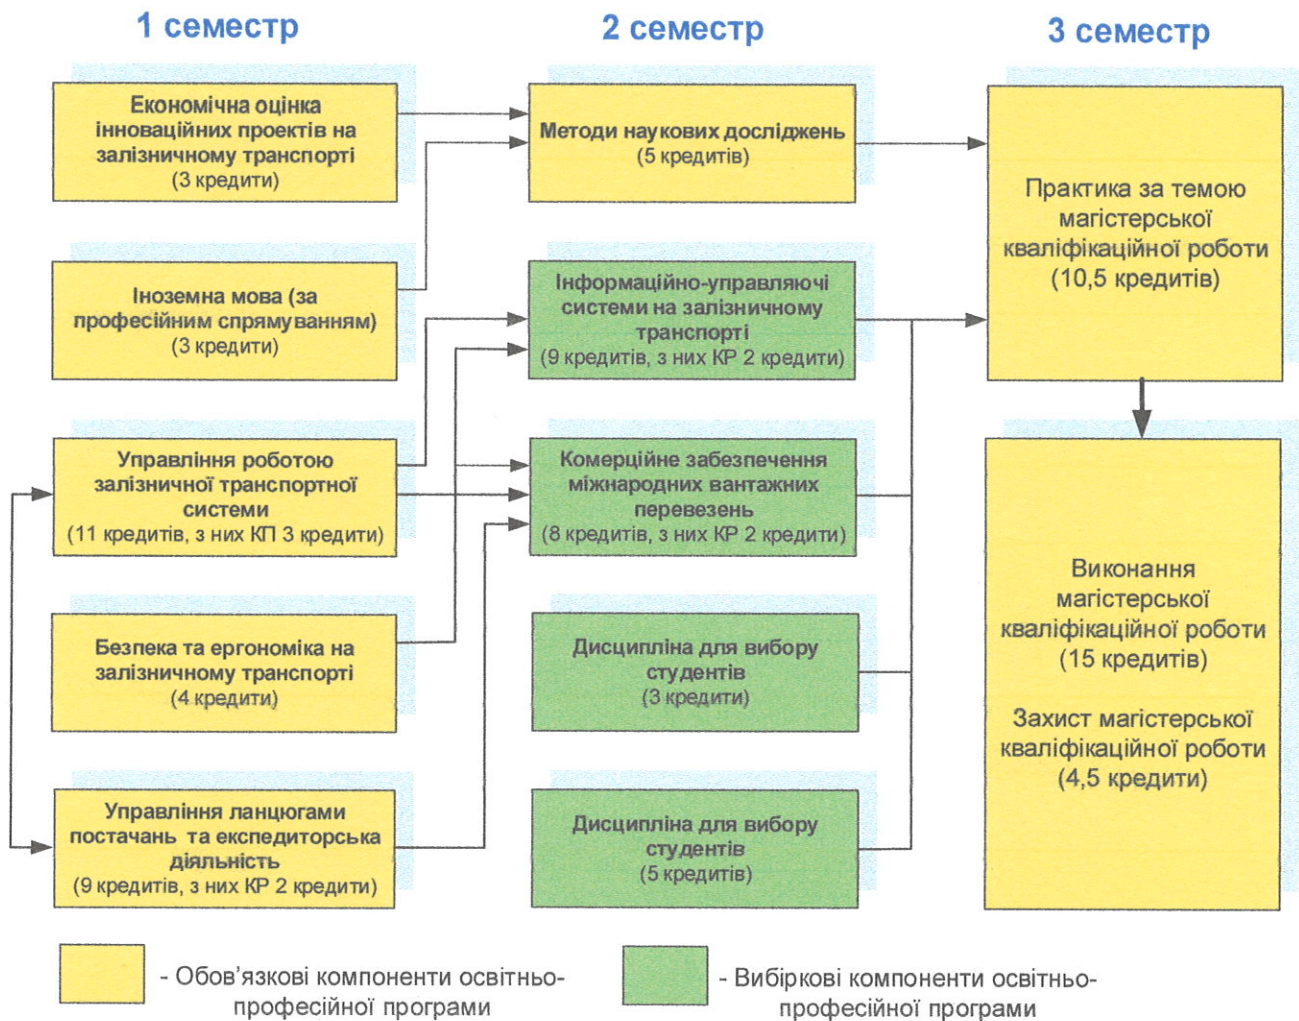 1 семестр
2 семестр
3 семестр
Економічна оцінка
інноваційних проектів на
залізничному транспорті
(3 кредити)
Іноземна мова (за
професійним спрямуванням)
(3 кредити)
Управління роботою
залізничної транспортної
системи
(11 кредитів, з них КП 3 кредити)
Безпека та ергономіка на
залізничному транспорті
(4 кредити)
Управління ланцюгами
постачань та експедиторська
діяльність
(9 кредитів, з них КР 2 кредити)
Методи наукових досліджень
(5 кредитів)
Інформаційно-управляючі
системи на залізничному
транспорті
(9 кредитів, з них КР 2 кредити)
Комерційне забезпечення
міжнародних вантажних
перевезень
(8 кредитів, з них КР 2 кредити)
Дисципліна для вибору
студентів
(3 кредити)
Дисципліна для вибору
студентів
(5 кредитів)
Практика за темою
магістерської
кваліфікаційної роботи
(10,5 кредитів)
Виконання
магістерської
кваліфікаційної роботи
(15 кредитів)
Захист магістерської
кваліфікаційної роботи
(4,5 кредити)
- Обов’язкові компоненти освітньо-
професійної програми
- Вибіркові компоненти освітньо-
професійної програми